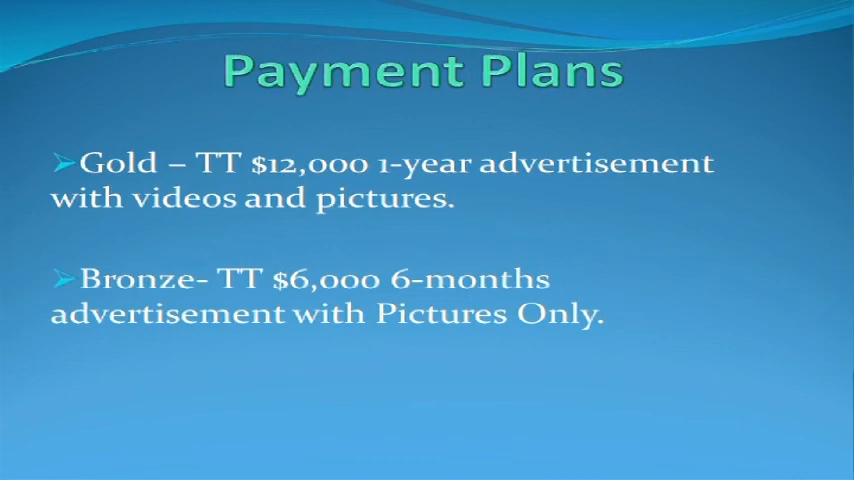 Payment Plans
Gold – TT $12,000 1-year advertisement
with videos and pictures.
Bronze- TT $6,000 6-months
advertisement with Pictures Only.